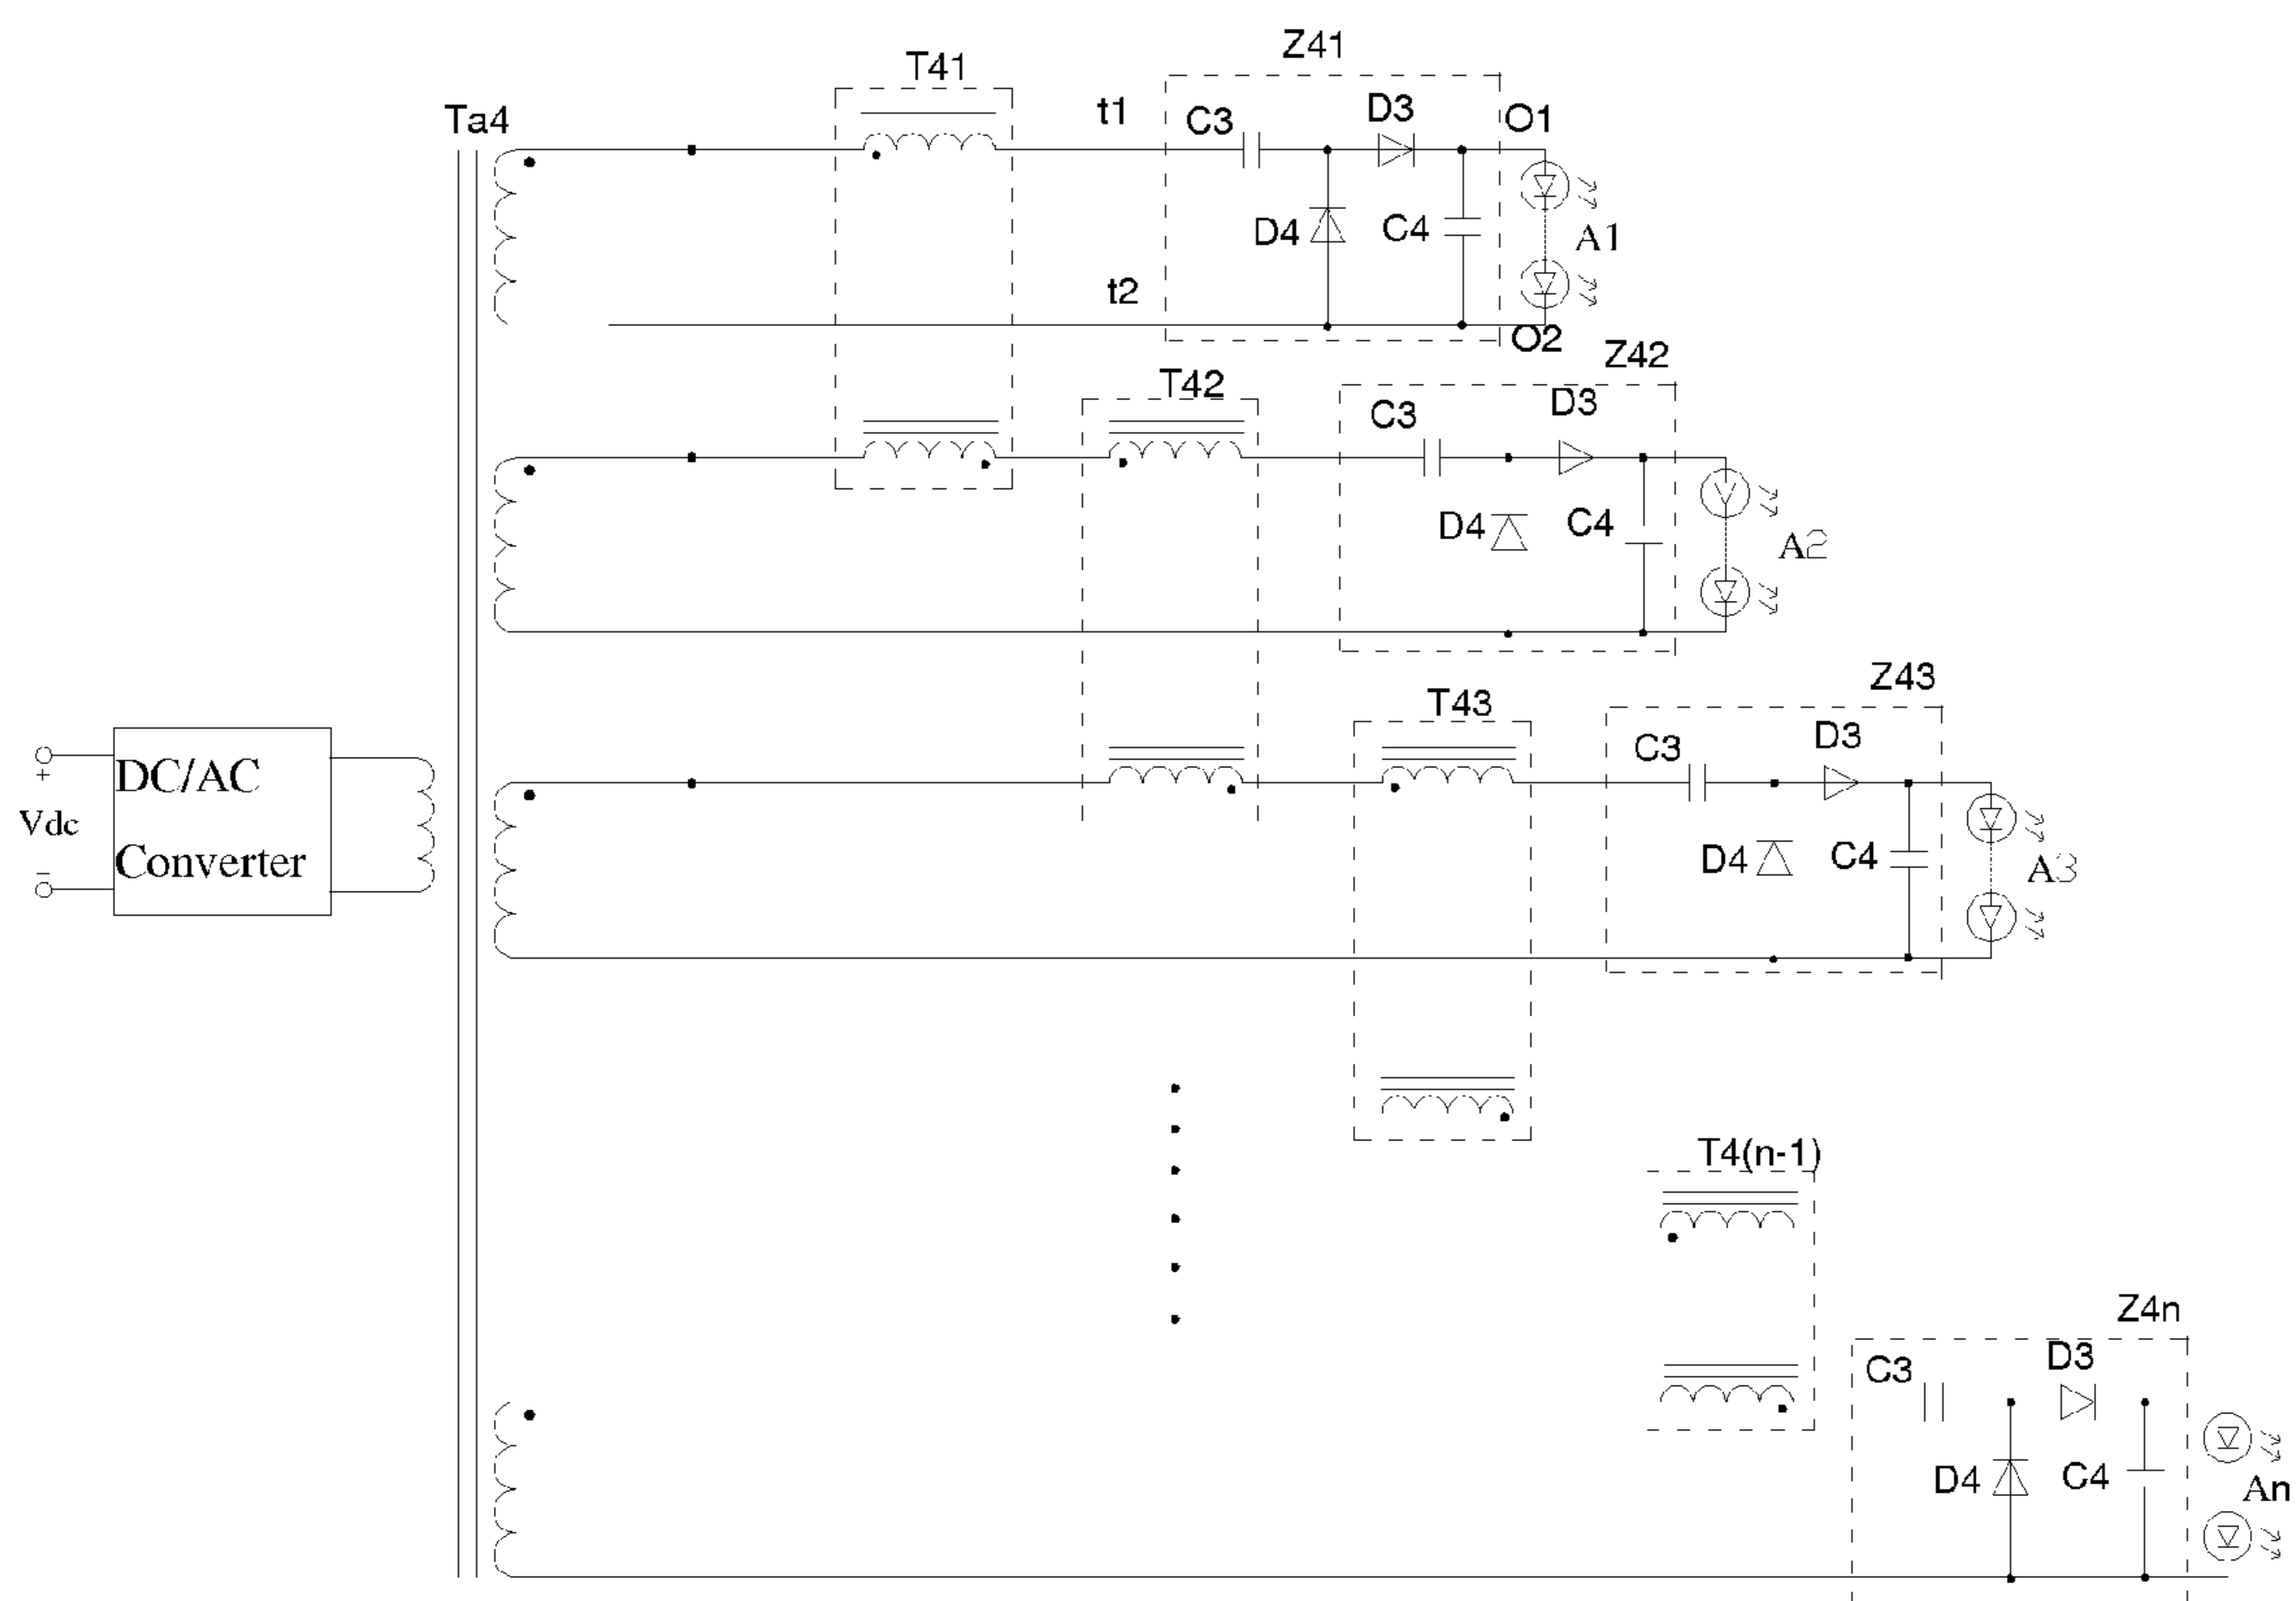 Z41
T41
Ta4
t1
C3
D3
O1
D4
C4
A1
t2
O2
Z42
T42
C3
D3
D4
C4
A2
Z43
T43
C3
D3
+
DC/AC
Vdc
Converter
−
D4
C4
A3
T4(n-1)
Z4n
C3
D3
D4
C4
An